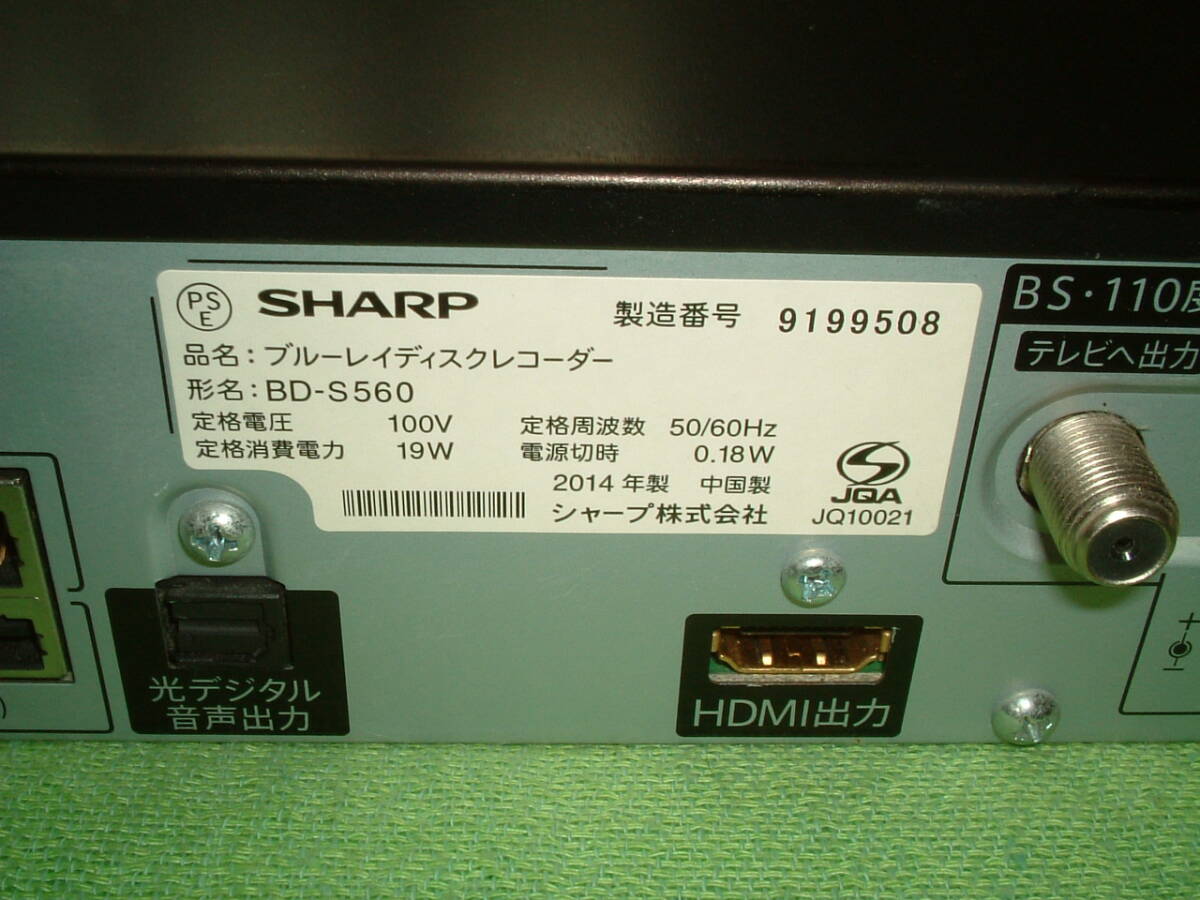 PS
E
SHARP
製造番号 9199508
品名：ブルーレイディスクレコーダー
形名：BD-S560
定格電圧 100V 定格周波数 50/60Hz
定格消費電力 19W 電源切時 0.18W
2014 年製 中国製
シャープ株式会社
JQA
JQ10021
BS・110度
テレビへ出力
光デジタル
音声出力
HDMI出力
+
-
)